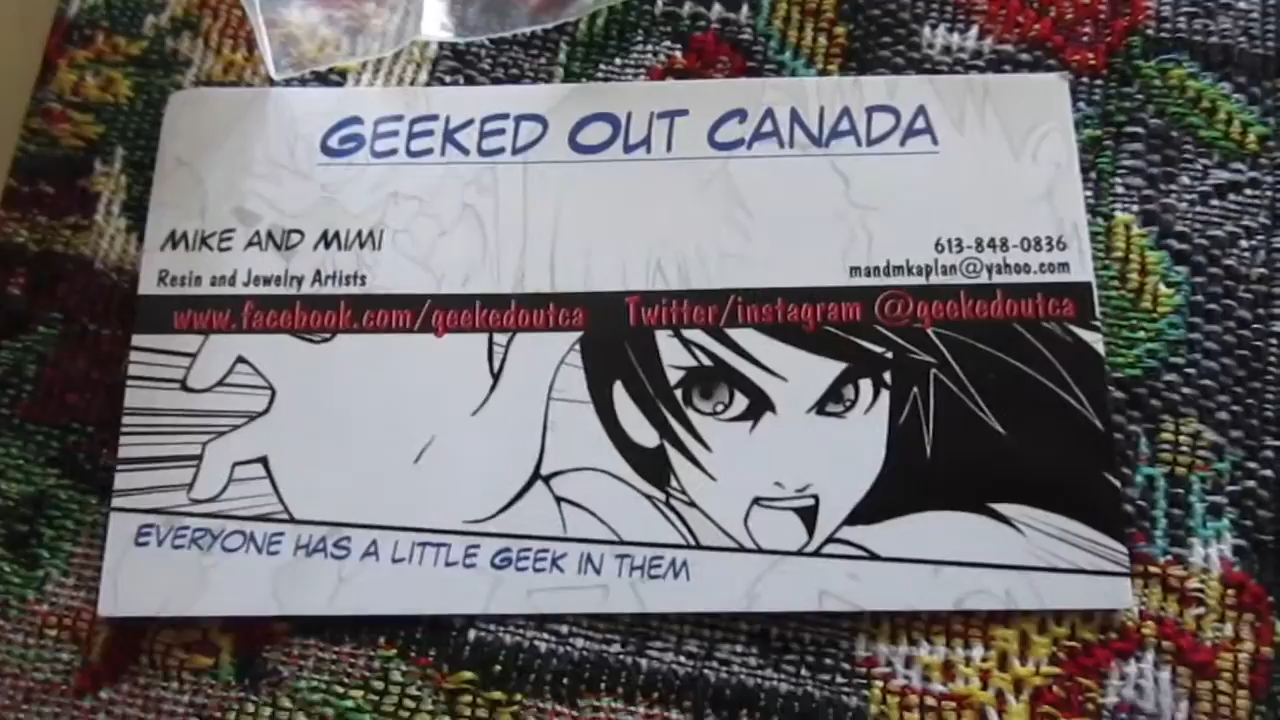 GEEKED OUT CANADA
MIKE AND MIMI
Resin and Jewelry Artists
613-848-0836
mandmkaplan@yahoo.com
www.facebook.com/geekedoutca Twitter/instagram @geekedoutca
EVERYONE HAS A LITTLE GEEK IN THEM